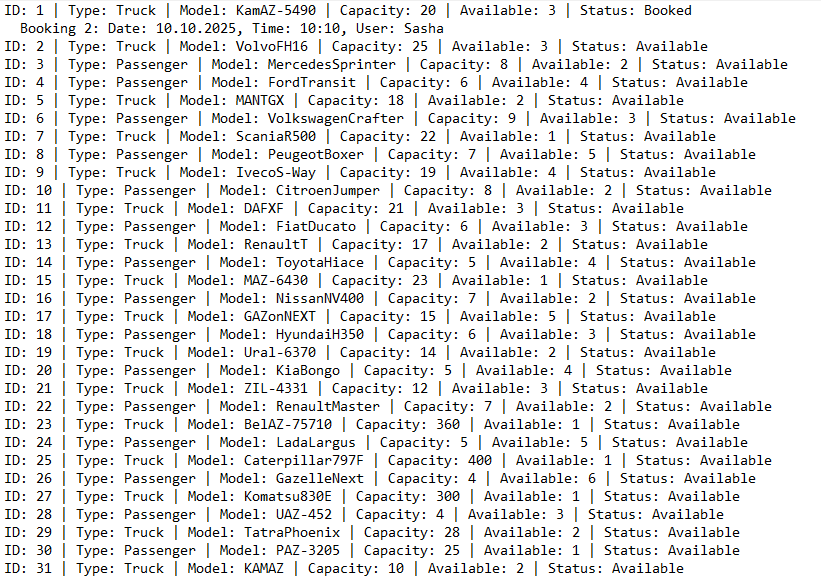 ID: 1 | Type: Truck | Model: KamAZ-5490 | Capacity: 20 | Available: 3 | Status: Booked
Booking 2: Date: 10.10.2025, Time: 10:10, User: Sasha
ID: 2 | Type: Truck | Model: VolvoFH16 | Capacity: 25 | Available: 3 | Status: Available
ID: 3 | Type: Passenger | Model: MercedesSprinter | Capacity: 8 | Available: 2 | Status: Available
ID: 4 | Type: Passenger | Model: FordTransit | Capacity: 6 | Available: 4 | Status: Available
ID: 5 | Type: Truck | Model: MANTGX | Capacity: 18 | Available: 2 | Status: Available
ID: 6 | Type: Passenger | Model: VolkswagenCrafter | Capacity: 9 | Available: 3 | Status: Available
ID: 7 | Type: Truck | Model: ScaniaR500 | Capacity: 22 | Available: 1 | Status: Available
ID: 8 | Type: Passenger | Model: PeugeotBoxer | Capacity: 7 | Available: 5 | Status: Available
ID: 9 | Type: Truck | Model: IvecoS-Way | Capacity: 19 | Available: 4 | Status: Available
ID: 10 | Type: Passenger | Model: CitroenJumper | Capacity: 8 | Available: 2 | Status: Available
ID: 11 | Type: Truck | Model: DAFXF | Capacity: 21 | Available: 3 | Status: Available
ID: 12 | Type: Passenger | Model: FiatDucato | Capacity: 6 | Available: 3 | Status: Available
ID: 13 | Type: Truck | Model: RenaultT | Capacity: 17 | Available: 2 | Status: Available
ID: 14 | Type: Passenger | Model: ToyotaHiace | Capacity: 5 | Available: 4 | Status: Available
ID: 15 | Type: Truck | Model: MAZ-6430 | Capacity: 23 | Available: 1 | Status: Available
ID: 16 | Type: Passenger | Model: NissanNV400 | Capacity: 7 | Available: 2 | Status: Available
ID: 17 | Type: Truck | Model: GAZonNEXT | Capacity: 15 | Available: 5 | Status: Available
ID: 18 | Type: Passenger | Model: HyundaiH350 | Capacity: 6 | Available: 3 | Status: Available
ID: 19 | Type: Truck | Model: Ural-6370 | Capacity: 14 | Available: 2 | Status: Available
ID: 20 | Type: Passenger | Model: KiaBongo | Capacity: 5 | Available: 4 | Status: Available
ID: 21 | Type: Truck | Model: ZIL-4331 | Capacity: 12 | Available: 3 | Status: Available
ID: 22 | Type: Passenger | Model: RenaultMaster | Capacity: 7 | Available: 2 | Status: Available
ID: 23 | Type: Truck | Model: BelAZ-75710 | Capacity: 360 | Available: 1 | Status: Available
ID: 24 | Type: Passenger | Model: LadaLargus | Capacity: 5 | Available: 5 | Status: Available
ID: 25 | Type: Truck | Model: Caterpillar797F | Capacity: 400 | Available: 1 | Status: Available
ID: 26 | Type: Passenger | Model: GazelleNext | Capacity: 4 | Available: 6 | Status: Available
ID: 27 | Type: Truck | Model: Komatsu830E | Capacity: 300 | Available: 1 | Status: Available
ID: 28 | Type: Passenger | Model: UAZ-452 | Capacity: 4 | Available: 3 | Status: Available
ID: 29 | Type: Truck | Model: TatraPhoenix | Capacity: 28 | Available: 2 | Status: Available
ID: 30 | Type: Passenger | Model: PAZ-3205 | Capacity: 25 | Available: 1 | Status: Available
ID: 31 | Type: Truck | Model: KAMAZ | Capacity: 10 | Available: 2 | Status: Available